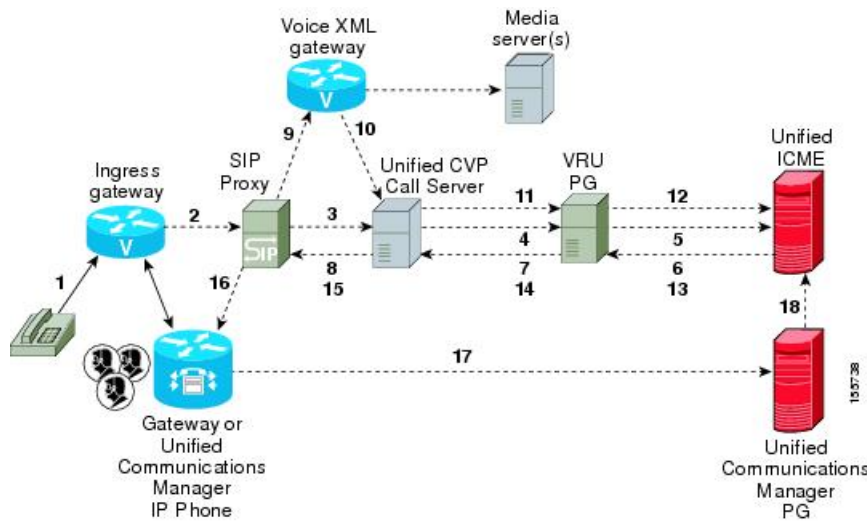 Voice XML
gateway
Media
server(s)
V
9
10
Ingress
gateway
SIP
Proxy
Unified CVP
Call Server
VRU
PG
Unified
ICME
2
3
11
12
V
SIP
4
5
1
16
8
7
6
15
14
13
18
17
155738
Gateway or
Unified
Communications
Manager
IP Phone
Unified
Communications
Manager
PG